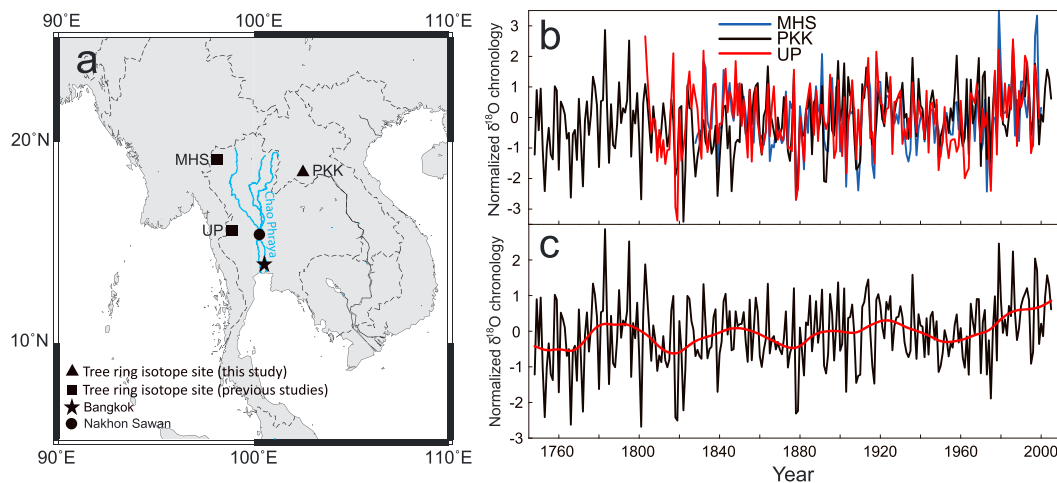 90˚E
100˚E
110˚E
a
20˚N
10˚N
MHS
PKK
UP
Chao Phraya
Tree ring isotope site (this study)
Tree ring isotope site (previous studies)
Bangkok
Nakhon Sawan
90˚E
100˚E
110˚E
b
MHS
PKK
UP
Normalized δ18O chronology
3
2
1
0
-1
-2
-3
c
Normalized δ18O chronology
2
1
0
-1
-2
-3
1760
1800
1840
1880
1920
1960
2000
Year